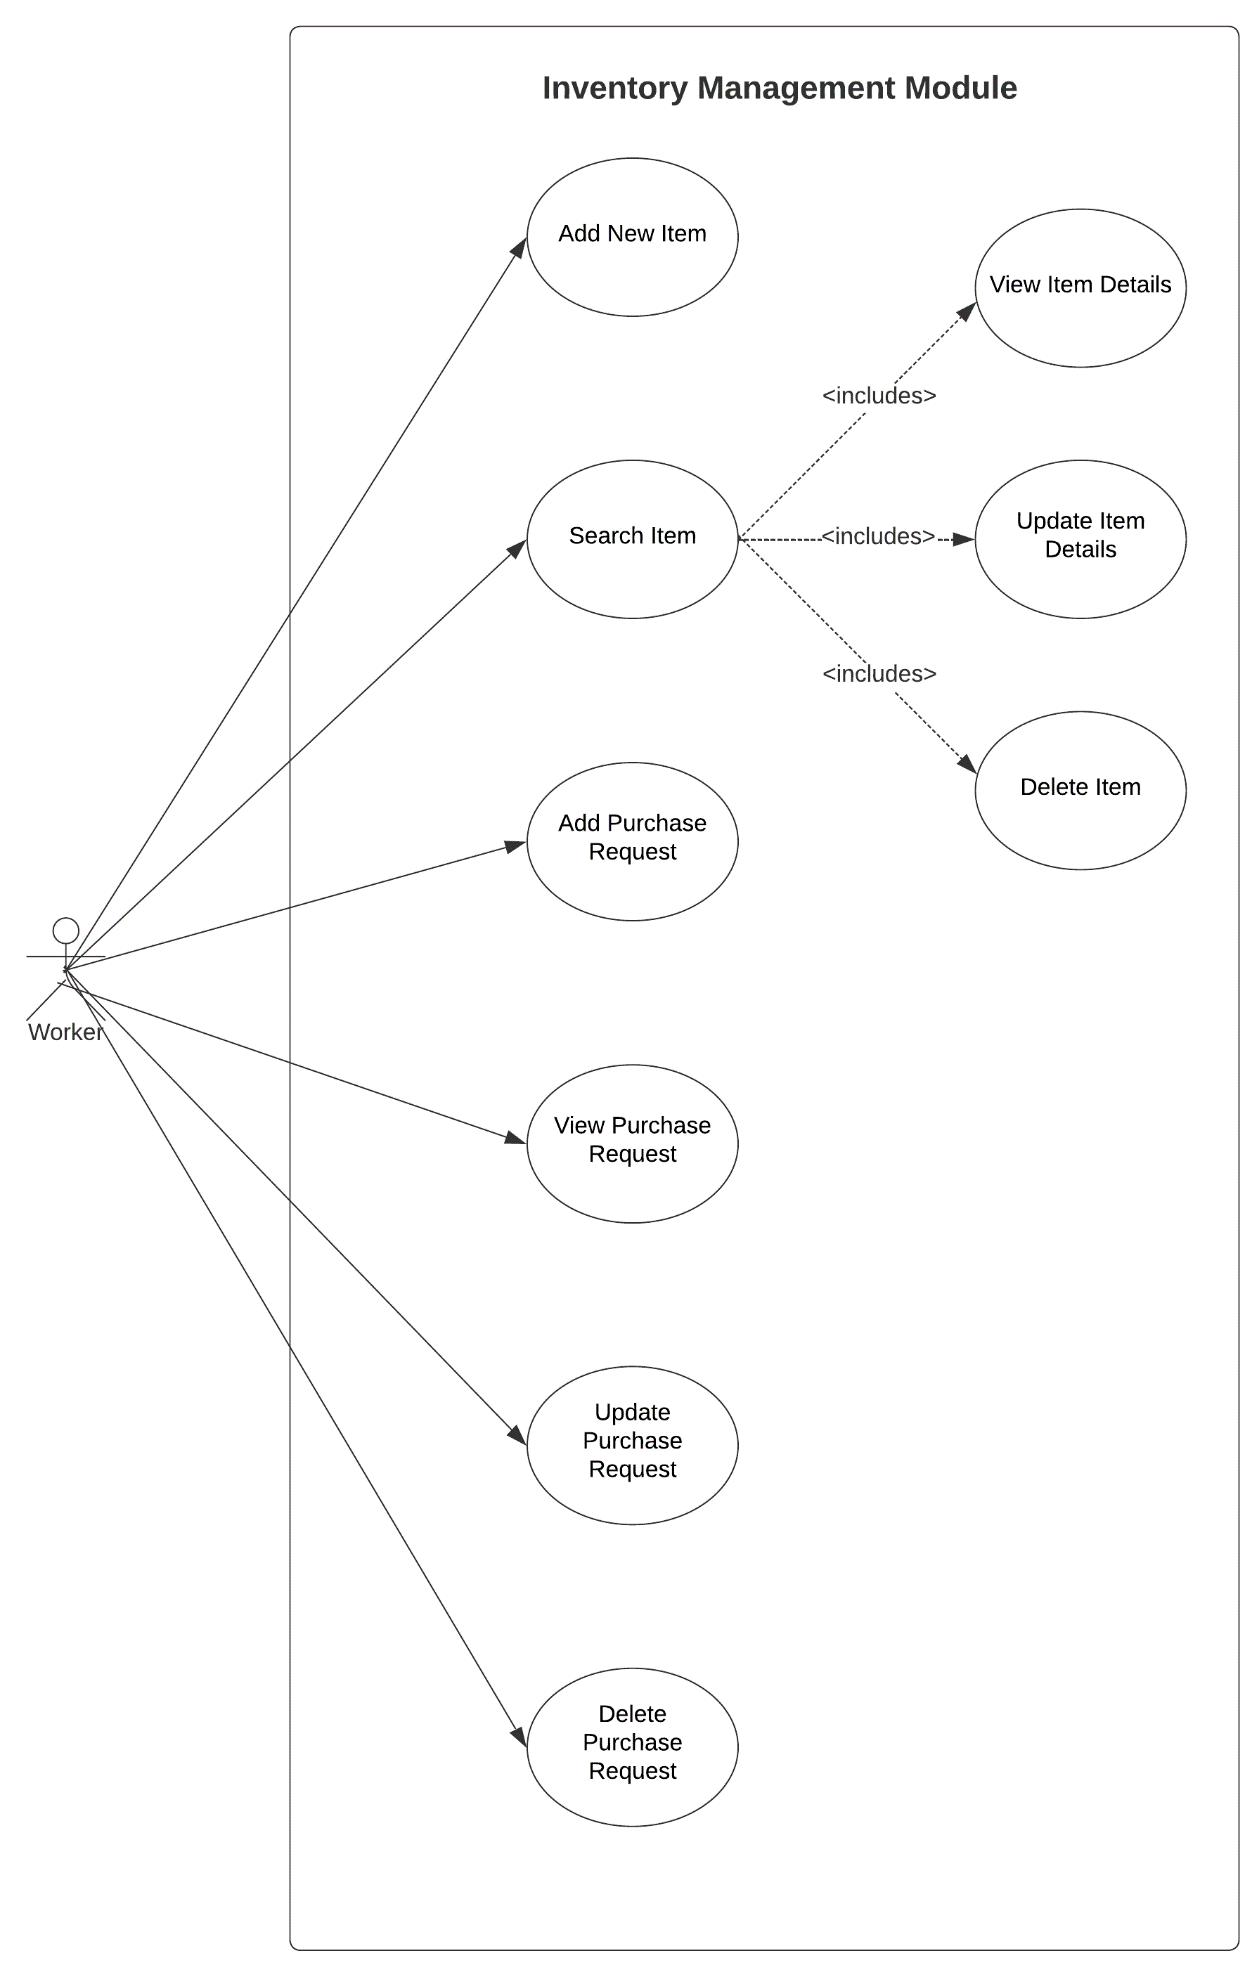 Inventory Management Module
Add New Item
View Item Details
<includes>
Search Item
<includes>
Update Item
Details
<includes>
Delete Item
Add Purchase
Request
Worker
View Purchase
Request
Update
Purchase
Request
Delete
Purchase
Request